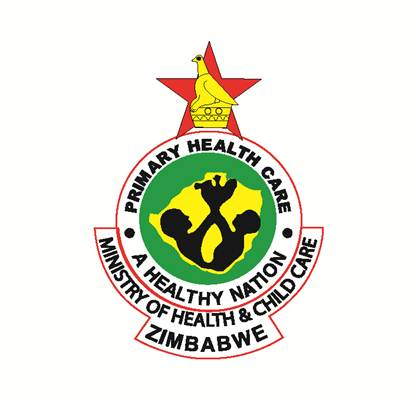 PRIMARY HEALTH CARE
A HEALTHY NATION
MINISTRY OF HEALTH & CHILD CARE
ZIMBABWE